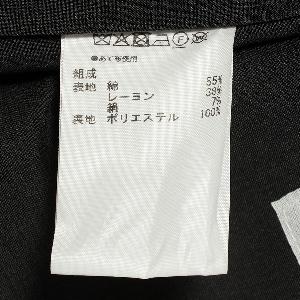 ●あて布使用
組成
表地 綿 55%
レーヨン 38%
絹 7%
裏地 ポリエステル 100%